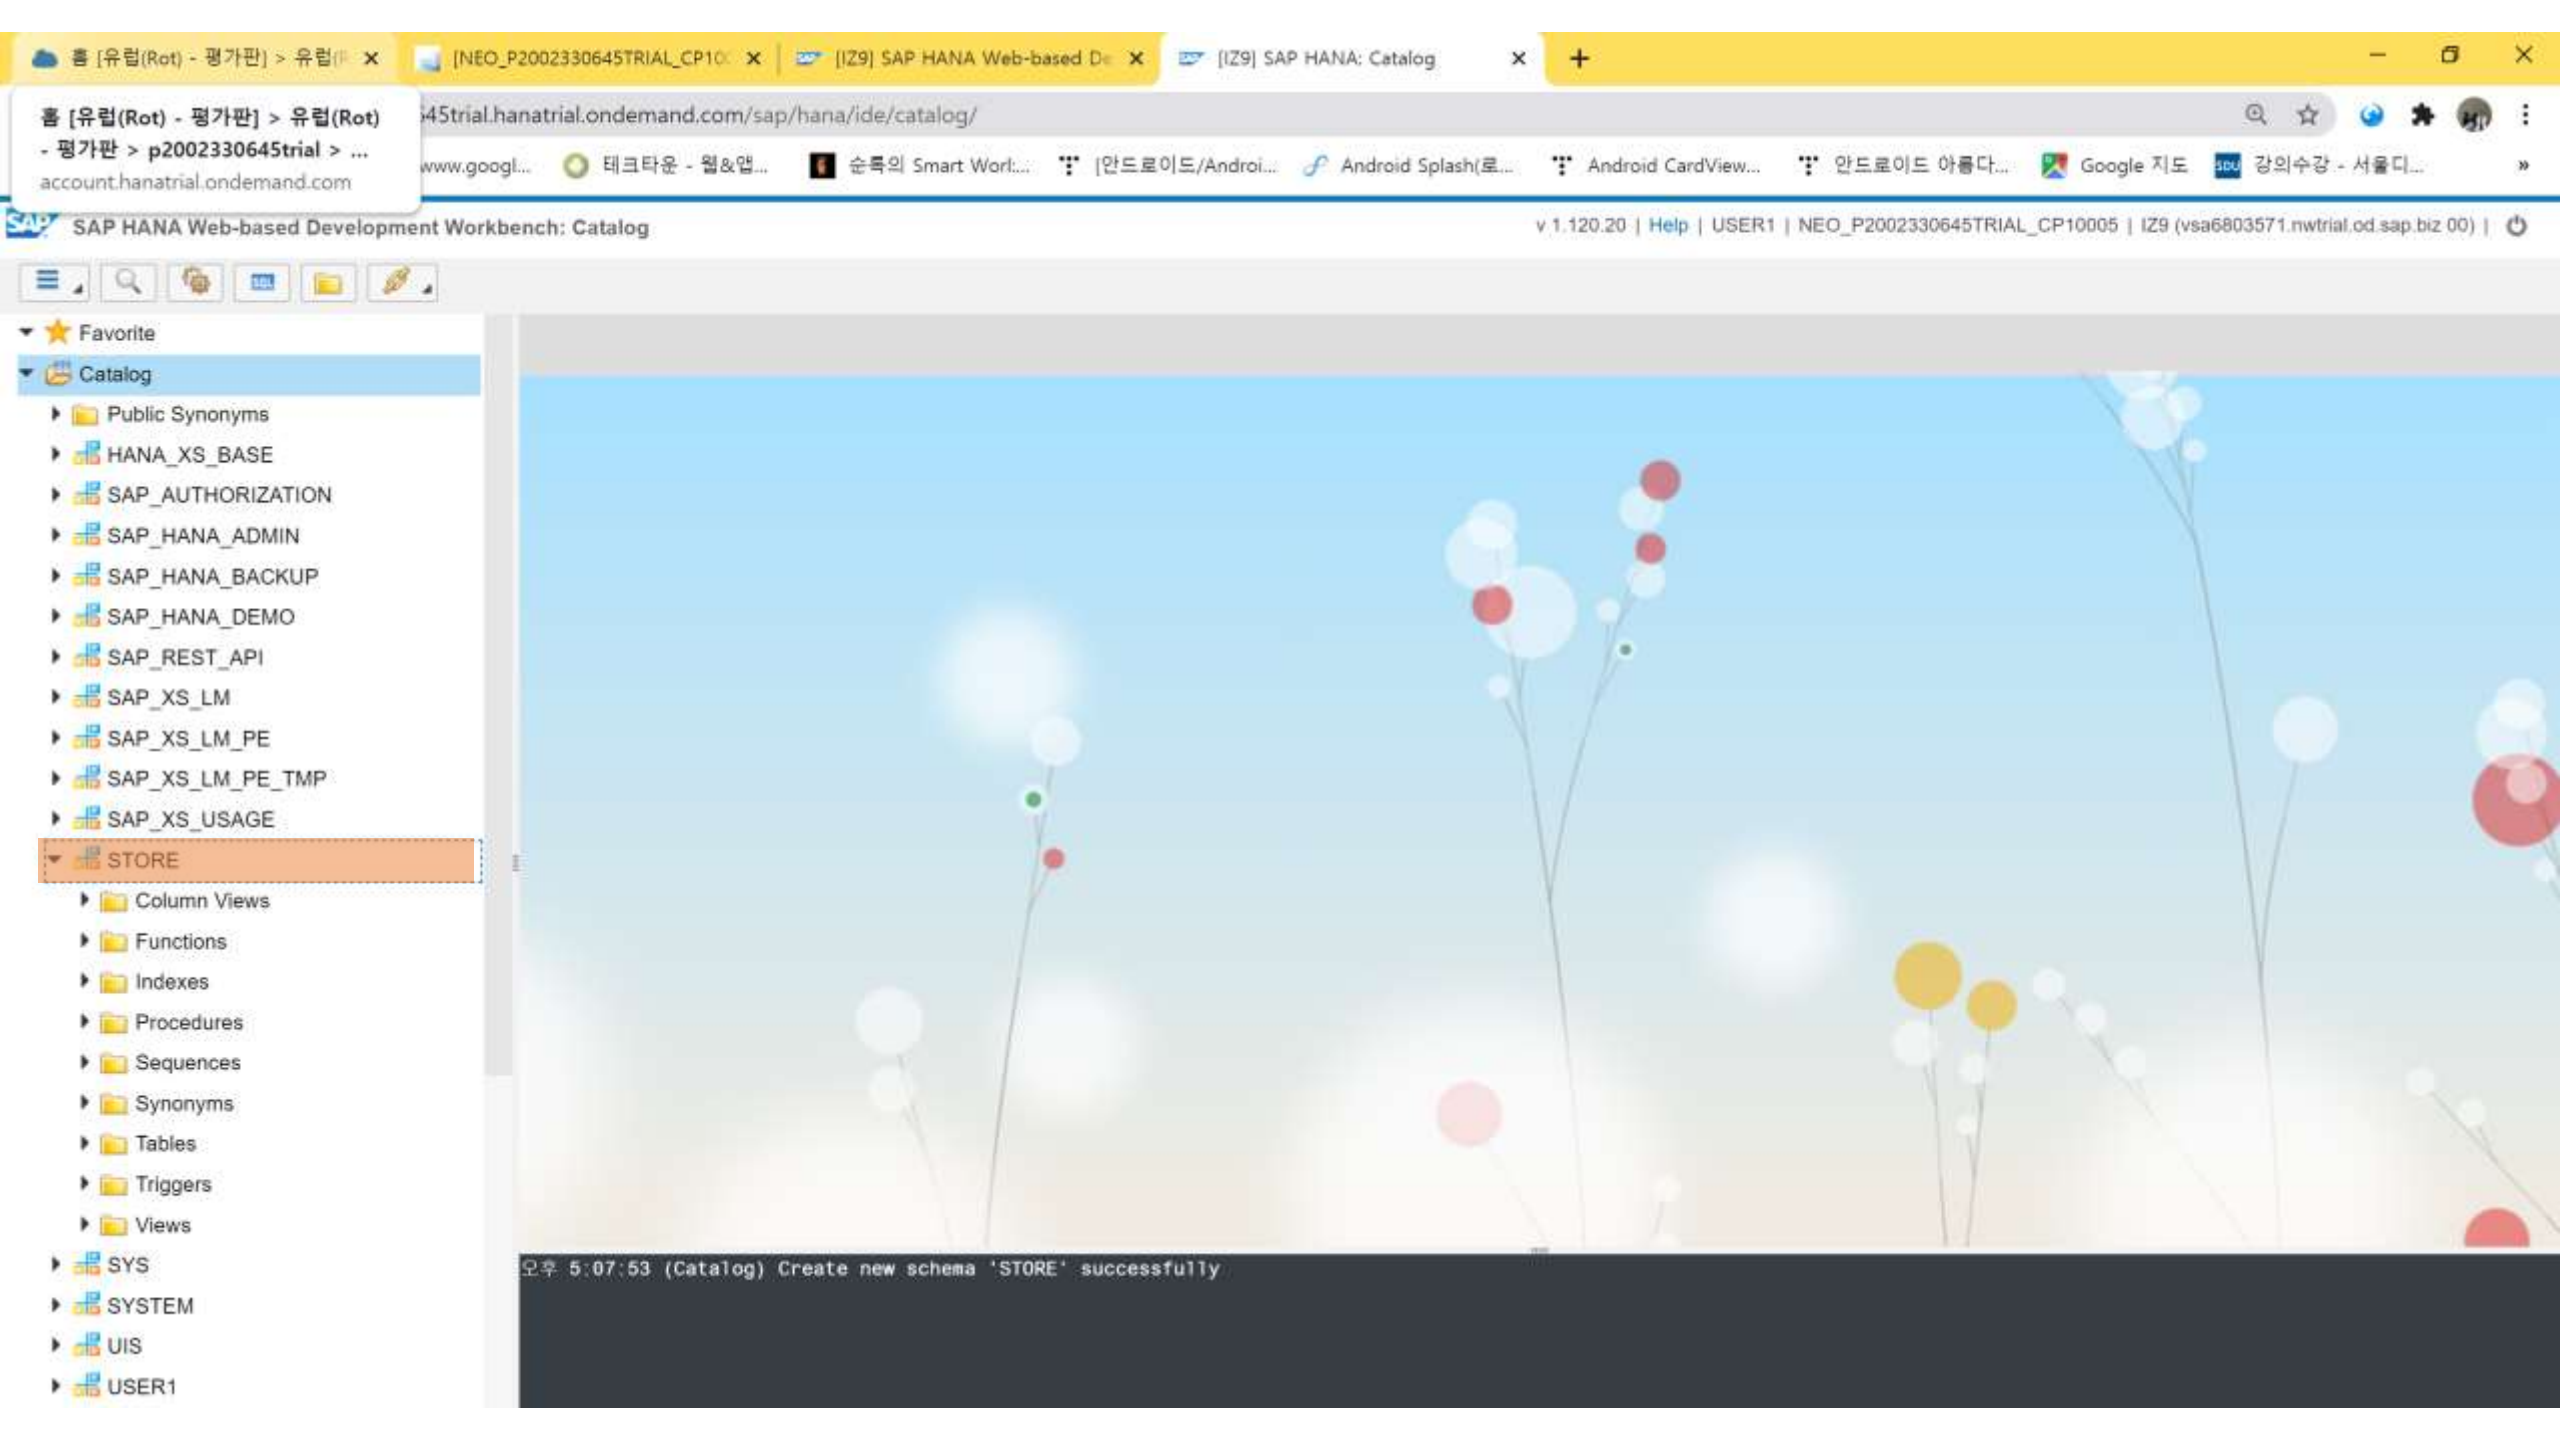 홈 [유럽(Rot) - 평가판] > 유럽(
[NEO_P2002330645TRIAL_CP10
[IZ9] SAP HANA Web-based De
[IZ9] SAP HANA: Catalog
홈 [유럽(Rot) - 평가판] > 유럽(Rot)
- 평가판 > p2002330645trial > ...
account.hanatrial.ondemand.com
45trial.hanatrial.ondemand.com/sap/hana/ide/catalog/
www.googl...
테크타운 - 웹&앱...
순록의 Smart Worl:...
[안드로이드/Androi...
Android Splash(로...
Android CardView...
안드로이드 아름다...
Google 지도
SDU
강의수강 - 서울디...
»
SAP
SAP HANA Web-based Development Workbench: Catalog
v 1.120.20 | Help | USER1 | NEO_P2002330645TRIAL_CP10005 | IZ9 (vsa6803571.nwtrial.od.sap.biz 00) |
SQL
Favorite
Catalog
Public Synonyms
HANA_XS_BASE
SAP_AUTHORIZATION
SAP_HANA_ADMIN
SAP_HANA_BACKUP
SAP_HANA_DEMO
SAP_REST_API
SAP_XS_LM
SAP_XS_LM_PE
SAP_XS_LM_PE_TMP
SAP_XS_USAGE
STORE
Column Views
Functions
Indexes
Procedures
Sequences
Synonyms
Tables
Triggers
Views
SYS
SYSTEM
UIS
USER1
오후 5:07:53 (Catalog) Create new schema 'STORE' successfully